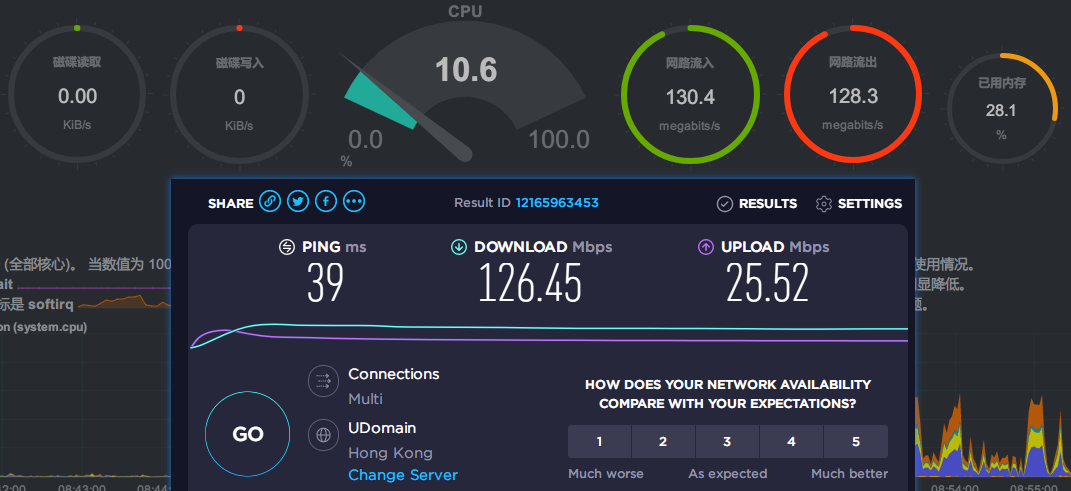 CPU
磁碟读取
0.00
KiB/s
磁碟写入
0
KiB/s
10.6
0.0
100.0
%
网路流入
130.4
megabits/s
网路流出
128.3
megabits/s
已用内存
28.1
%
SHARE
Result ID 12165963453
RESULTS
SETTINGS
PING ms
39
DOWNLOAD Mbps
126.45
UPLOAD Mbps
25.52
(全部核心)。 当数值为 100
使用情况。
ait
显降低。
标是 softirq
题。
on (system.cpu)
Connections
Multi
GO
UDomain
Hong Kong
Change Server
HOW DOES YOUR NETWORK AVAILABILITY
COMPARE WITH YOUR EXPECTATIONS?
1 2 3 4 5
Much worse As expected Much better
2:00 08:43:00 08:44: 08:54:00 08:55:00